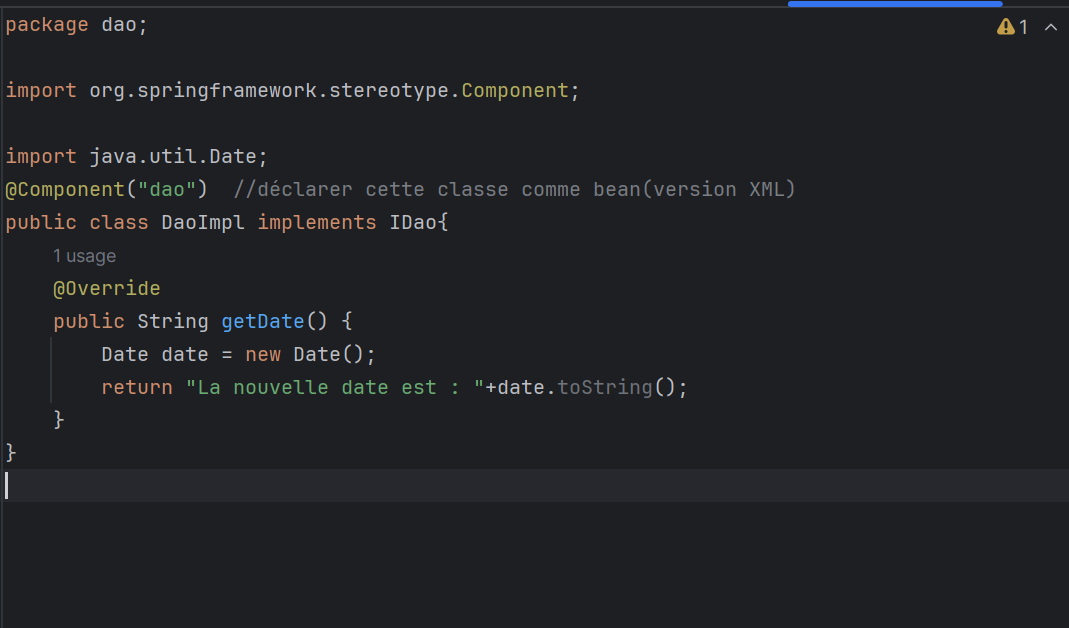 package dao;
1
import org.springframework.stereotype.Component;
import java.util.Date;
@Component("dao")  //déclarer cette classe comme bean(version XML)
public class DaoImpl implements IDao{
1 usage
@Override
public String getDate() {
Date date = new Date();
return "La nouvelle date est : "+date.toString();
}
}